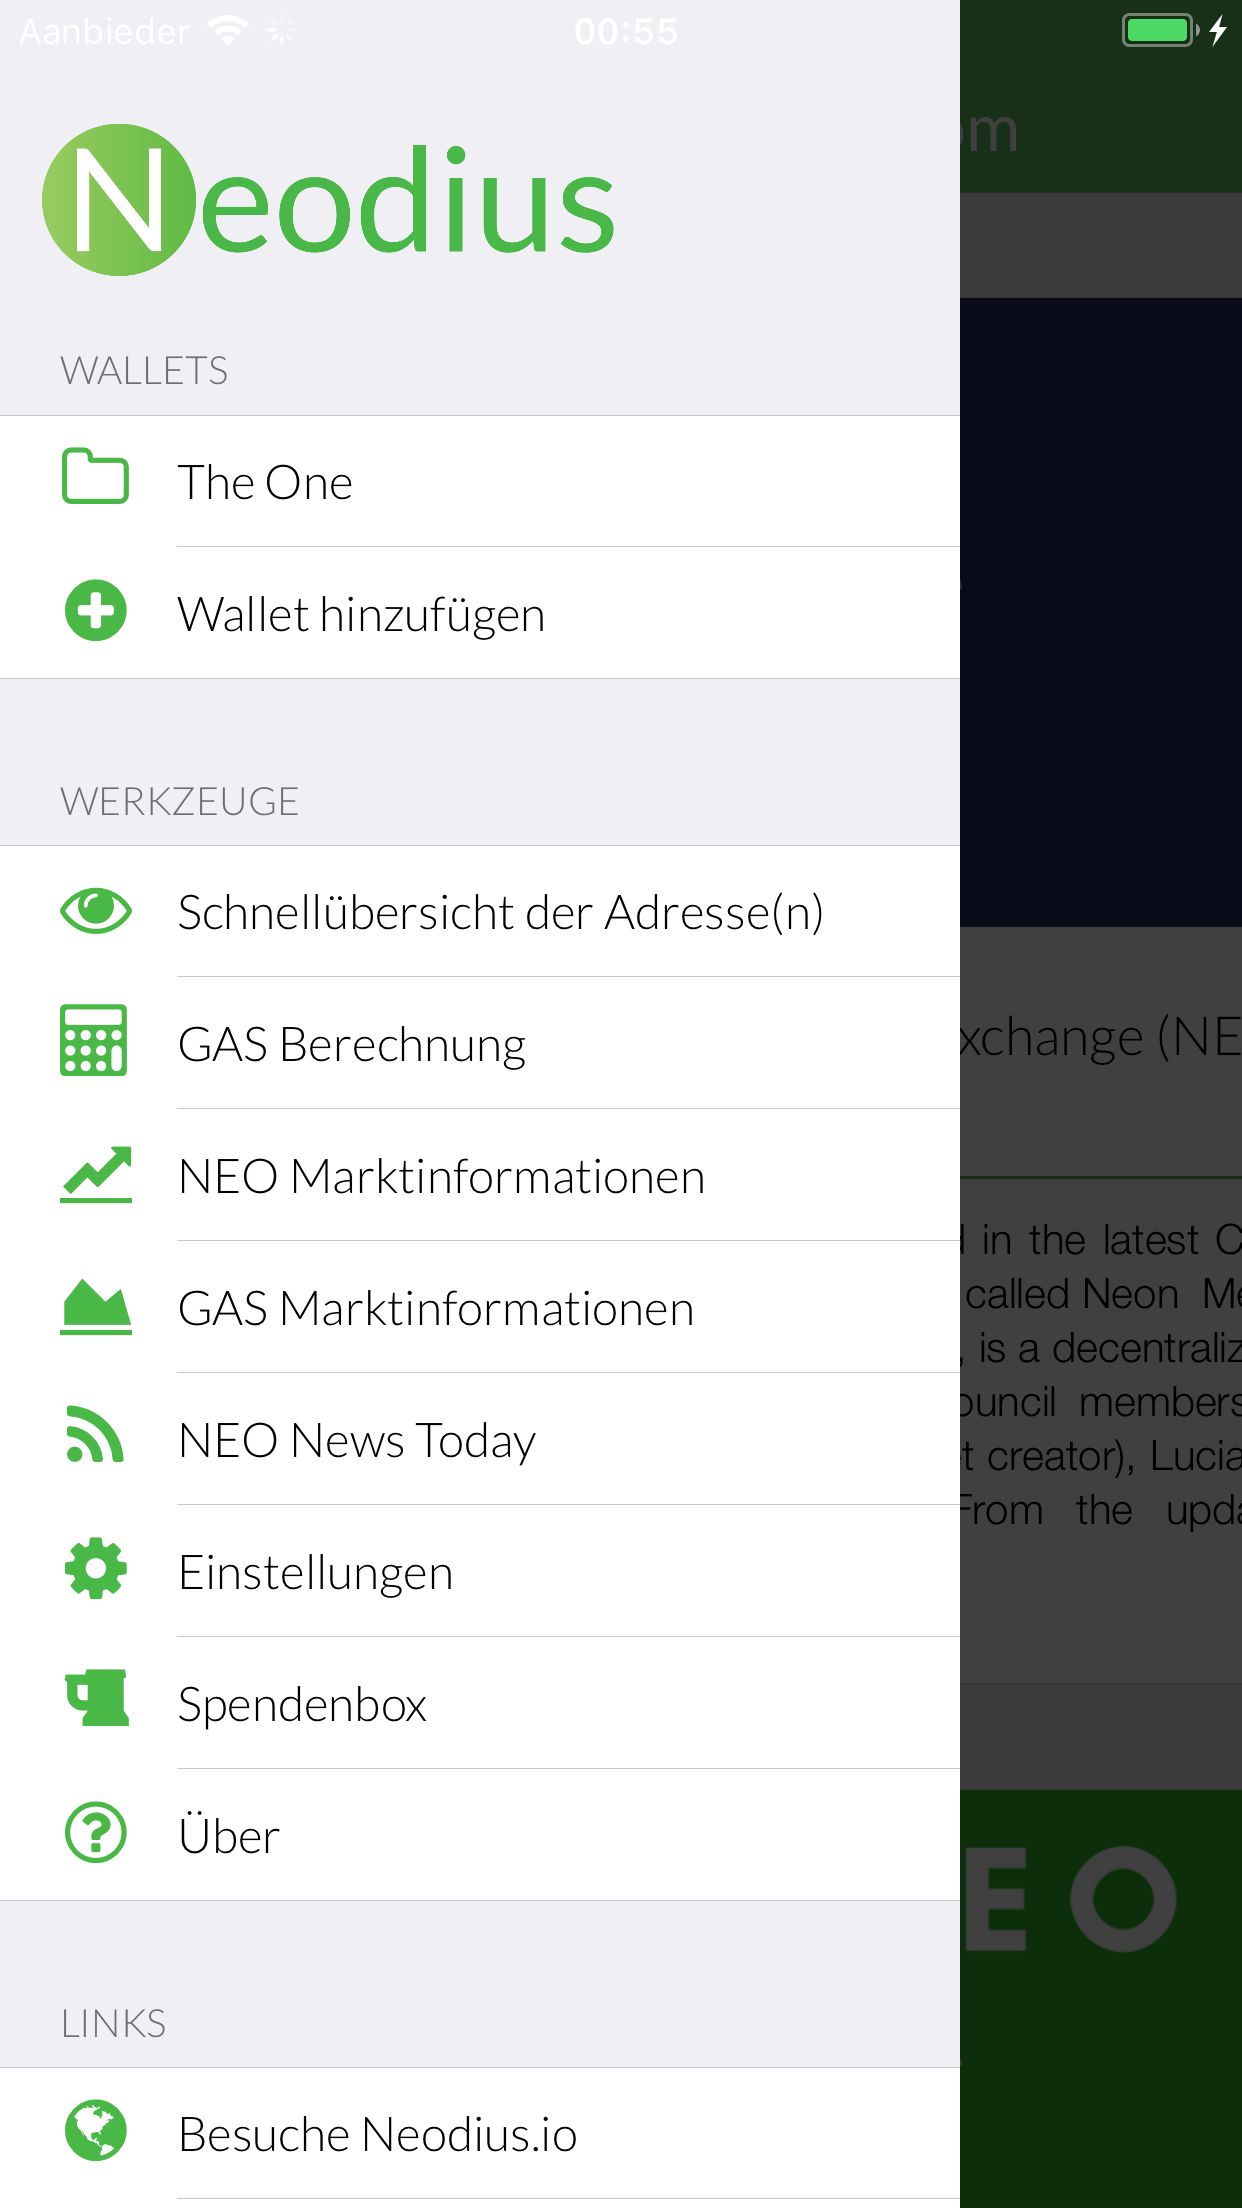 Aanbieder 00:55
Neodius
WALLETS
The One
Wallet hinzufügen
WERKZEUGE
Schnellübersicht der Adresse(n)
GAS Berechnung
NEO Marktinformationen
GAS Marktinformationen
NEO News Today
Einstellungen
Spendenbox
Über
LINKS
Besuche Neodius.io
om
xchange (NE
in the latest C
called Neon Me
, is a decentraliz
ouncil members
t creator), Lucia
From the upda
EO